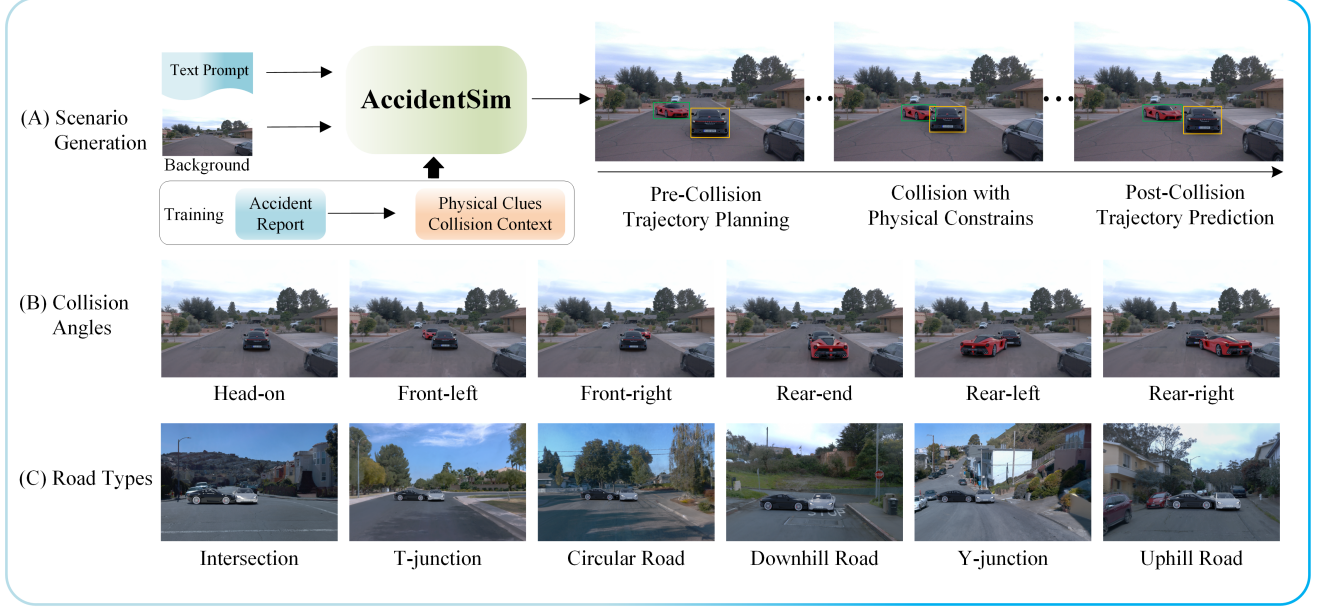 (A) Scenario
Generation
Text Prompt
Background
AccidentSim
Training
Accident
Report
Physical Clues
Collision Context
Pre-Collision
Trajectory Planning
Collision with
Physical Constrains
Post-Collision
Trajectory Prediction
(B) Collision
Angles
Head-on
Front-left
Front-right
Rear-end
Rear-left
Rear-right
(C) Road Types
Intersection
T-junction
Circular Road
Downhill Road
Y-junction
Uphill Road